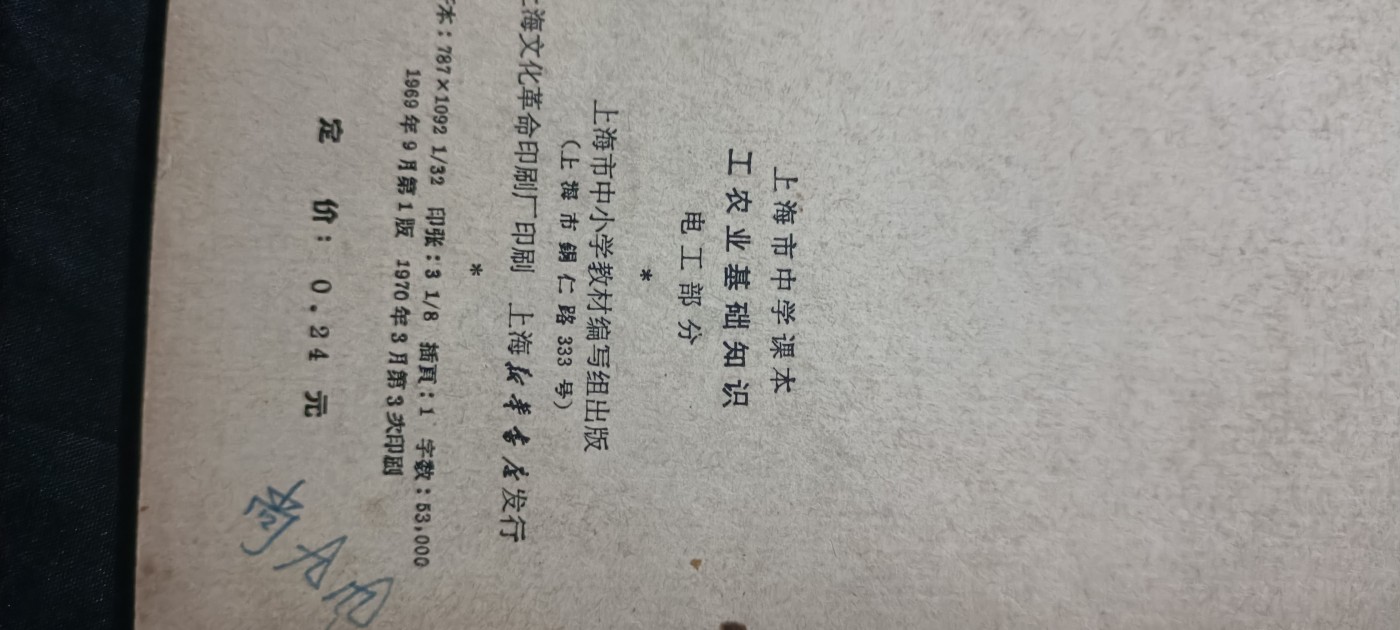 上海市中学课本
工农业基础知识
电工部分
*
上海市中小学教材编写组出版
(上海市銅仁路333号)
海文化革命印刷厂印刷 上海新华书店发行
*
本：787×1092 1/32 印张：3 1/8 插頁：1 字数：53,000
1969年9月第1版 1970年3月第3次印刷
定 价：0.24 元